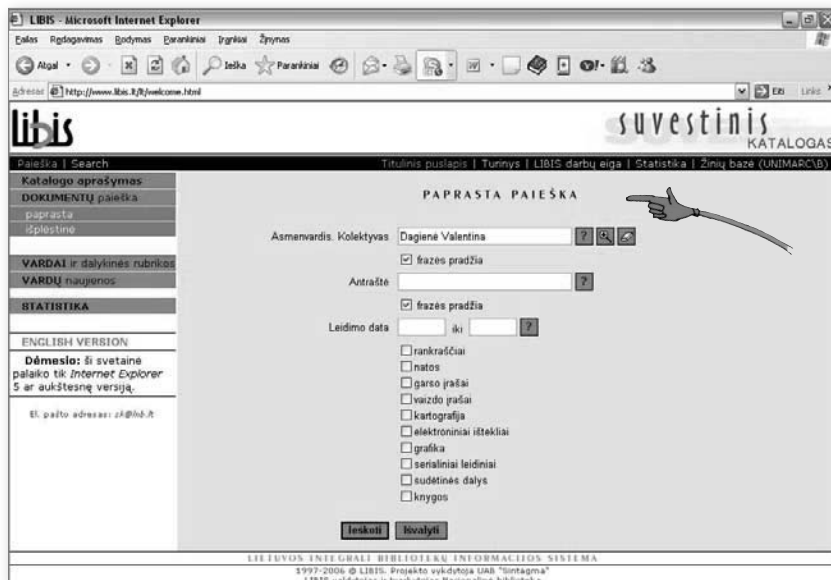 LIBIS - Microsoft Internet Explorer
Failas Redagavimas Rodymas Parankiniai Įrankiai Žinynas
Atgal Ieška Parankiniai
Adresas http://www.libis.lt/lt/welcome.html Eiti Links
libis suvestinis
KATALOGAS
Paieška | Search Titulinis puslapis | Turinys | LIBIS darbų eiga | Statistika | Žinių bazė (UNIMARC\B)
Katalogo aprašymas
DOKUMENTŲ paieška
paprasta
išplėstinė
VARDAI ir dalykinės rubrikos
VARDŲ naujienos
STATISTIKA
ENGLISH VERSION
Dėmesio: ši svetainė
palaiko tik Internet Explorer
5 ar aukštesnę versiją.
El. pašto adresas: zk@lnb.lt
PAPRASTA PAIEŠKA
Asmenvardis. Kolektyvas Dagienė Valentina ?
frazės pradžia
Antraštė ?
frazės pradžia
Leidimo data iki ?
rankraščiai
natos
garso įrašai
vaizdo įrašai
kartografija
elektroniniai ištekliai
grafika
serialiniai leidiniai
sudėtinės dalys
knygos
Ieškoti Išvalyti
LIETUVOS INTEGRALI BIBLIOTEKŲ INFORMACIJOS SISTEMA
1997-2006 @ LIBIS. Projekto vykdytoja UAB "Sintagma"